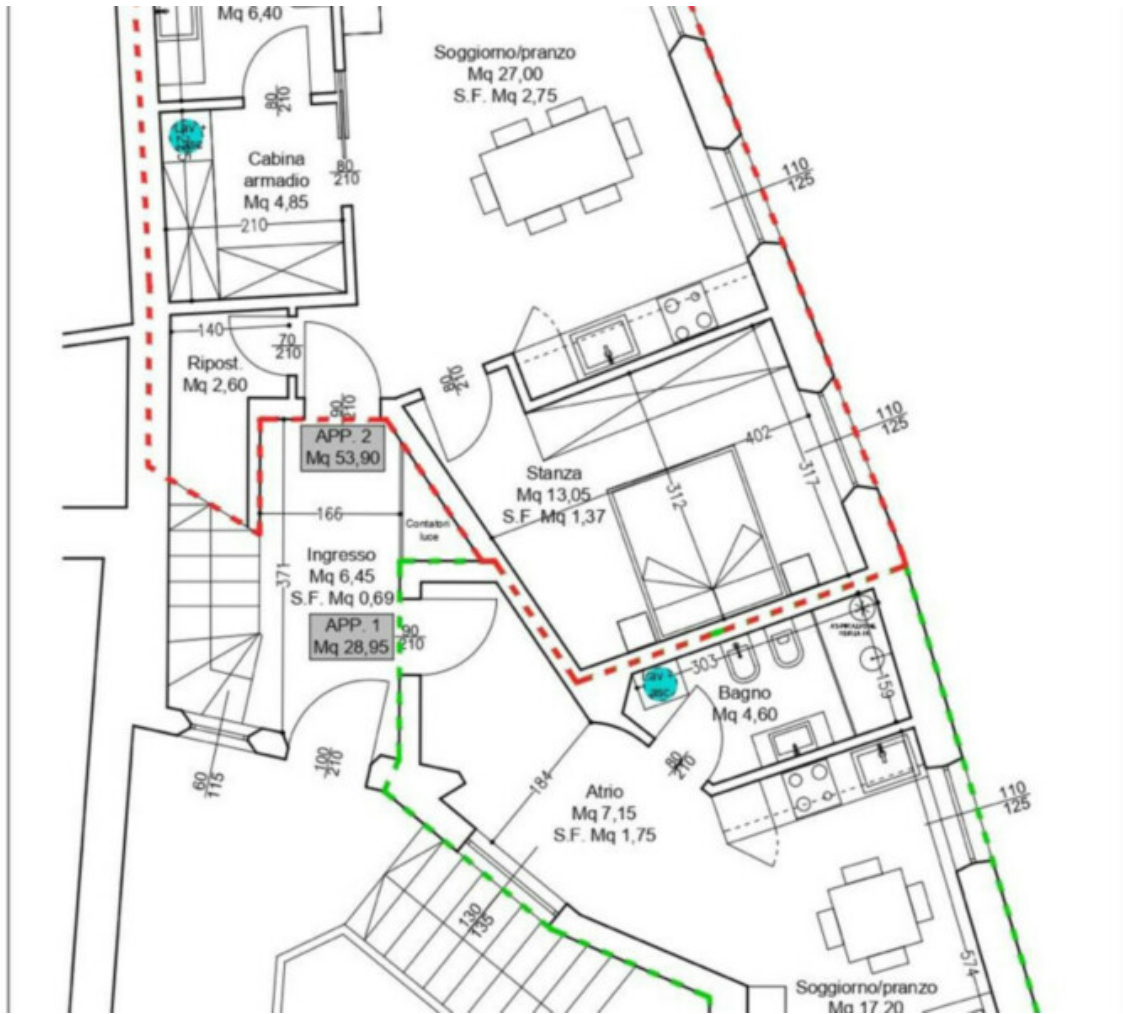 Mq 6,40
Soggiorno/pranzo
Mq 27,00
S.F. Mq 2,75
80
210
Cabina
armadio
Mq 4,85
80
210
210
110
125
140
70
210
Ripost.
Mq 2,60
80
210
90
210
APP. 2
Mq 53,90
110
125
402
317
312
Stanza
Mq 13,05
S.F. Mq 1,37
166
Contatori
luce
371
Ingresso
Mq 6,45
S.F. Mq 0,69
APP. 1
Mq 28,95
90
210
303
159
Bagno
Mq 4,60
80
210
100
210
60
115
184
Atrio
Mq 7,15
S.F. Mq 1,75
110
125
130
135
574
Soggiorno/pranzo
Mq 17,20